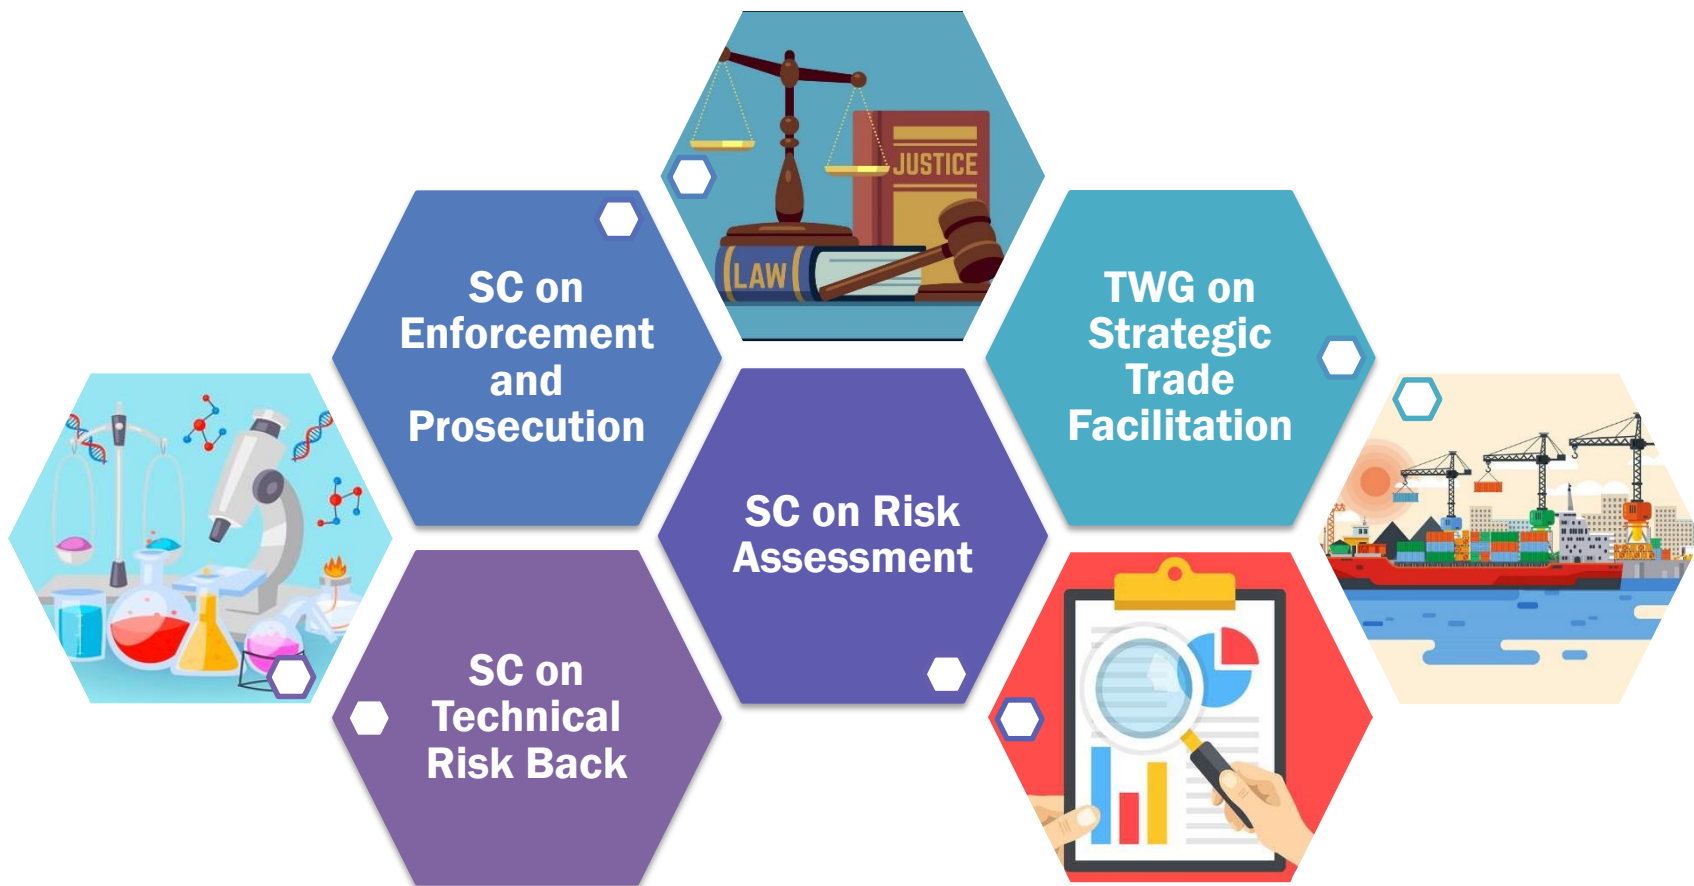 JUSTICE
LAW
SC on
Enforcement
and
Prosecution
TWG on
Strategic
Trade
Facilitation
SC on Risk
Assessment
SC on
Technical
Risk Back